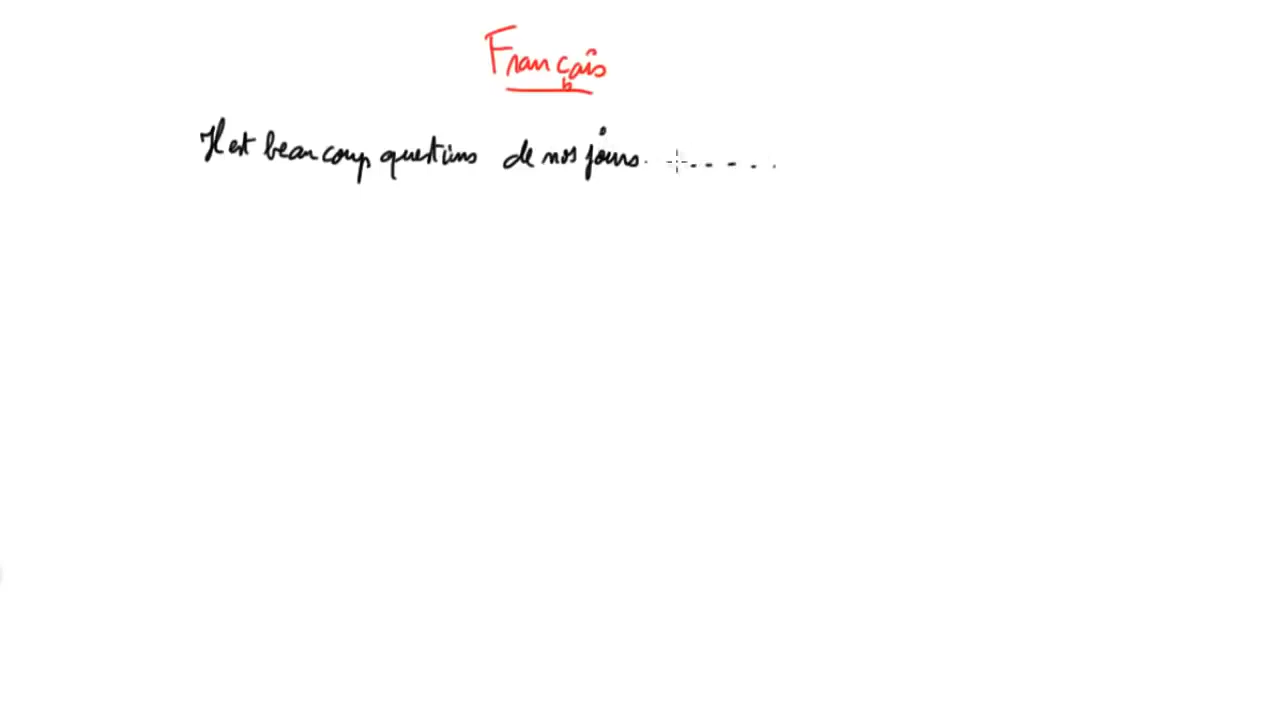 Français
Il est beaucoup questions de nos jours. ......